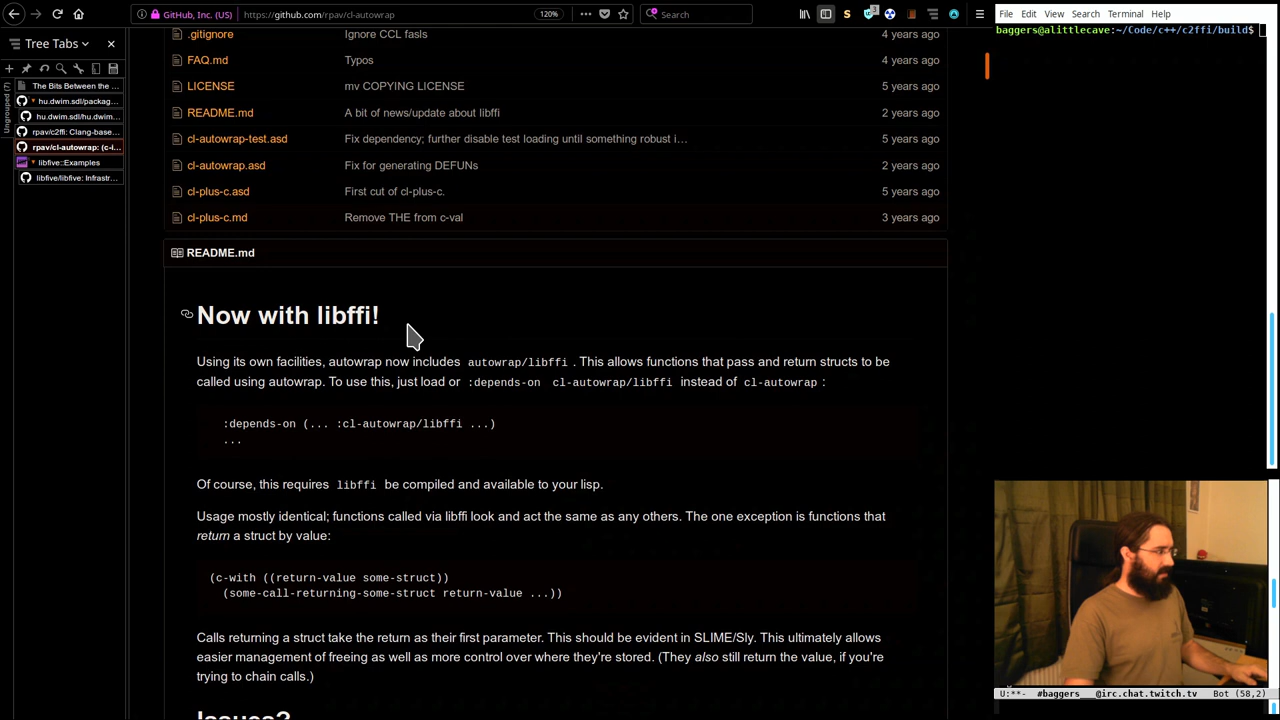 GitHub, Inc. (US)
https://github.com/rpav/cl-autowrap
120%
Search
File Edit View Search Terminal Help
baggers@alittlecave:~/Code/c++/c2ffi/build$
Tree Tabs
Ungrouped (7)
The Bits Between the ...
hu.dwim.sdl/packag...
hu.dwim.sdl/hu.dwim...
rpav/c2ffi: Clang-base...
rpav/cl-autowrap: (c-i...
libfive::Examples
libfive/libfive: Infrastr...
.gitignore Ignore CCL fasls 4 years ago
FAQ.md Typos 4 years ago
LICENSE mv COPYING LICENSE 5 years ago
README.md A bit of news/update about libffi 2 years ago
cl-autowrap-test.asd Fix dependency; further disable test loading until something robust i... 5 years ago
cl-autowrap.asd Fix for generating DEFUNs 2 years ago
cl-plus-c.asd First cut of cl-plus-c. 5 years ago
cl-plus-c.md Remove THE from c-val 3 years ago
README.md
Now with libffi!
Using its own facilities, autowrap now includes autowrap/libffi . This allows functions that pass and return structs to be
called using autowrap. To use this, just load or :depends-on cl-autowrap/libffi instead of cl-autowrap :
:depends-on (... :cl-autowrap/libffi ...)
...
Of course, this requires libffi be compiled and available to your lisp.
Usage mostly identical; functions called via libffi look and act the same as any others. The one exception is functions that
return a struct by value:
(c-with ((return-value some-struct))
(some-call-returning-some-struct return-value ...))
Calls returning a struct take the return as their first parameter. This should be evident in SLIME/Sly. This ultimately allows
easier management of freeing as well as more control over where they're stored. (They also still return the value, if you're
trying to chain calls.)
Issues?
U:**- #baggers___@irc.chat.twitch.tv Bot (58,2)